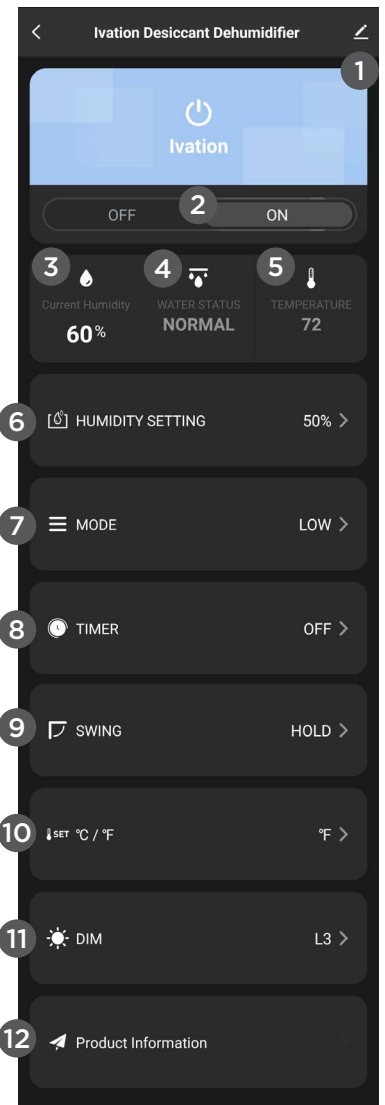 Ivation Desiccant Dehumidifier
1
Ivation
OFF 2 ON
3 4 5
Current Humidity WATER STATUS TEMPERATURE
60% NORMAL 72
6 HUMIDITY SETTING 50%
7 MODE LOW
8 TIMER OFF
9 SWING HOLD
10 SET °C / °F °F
11 DIM L3
12 Product Information